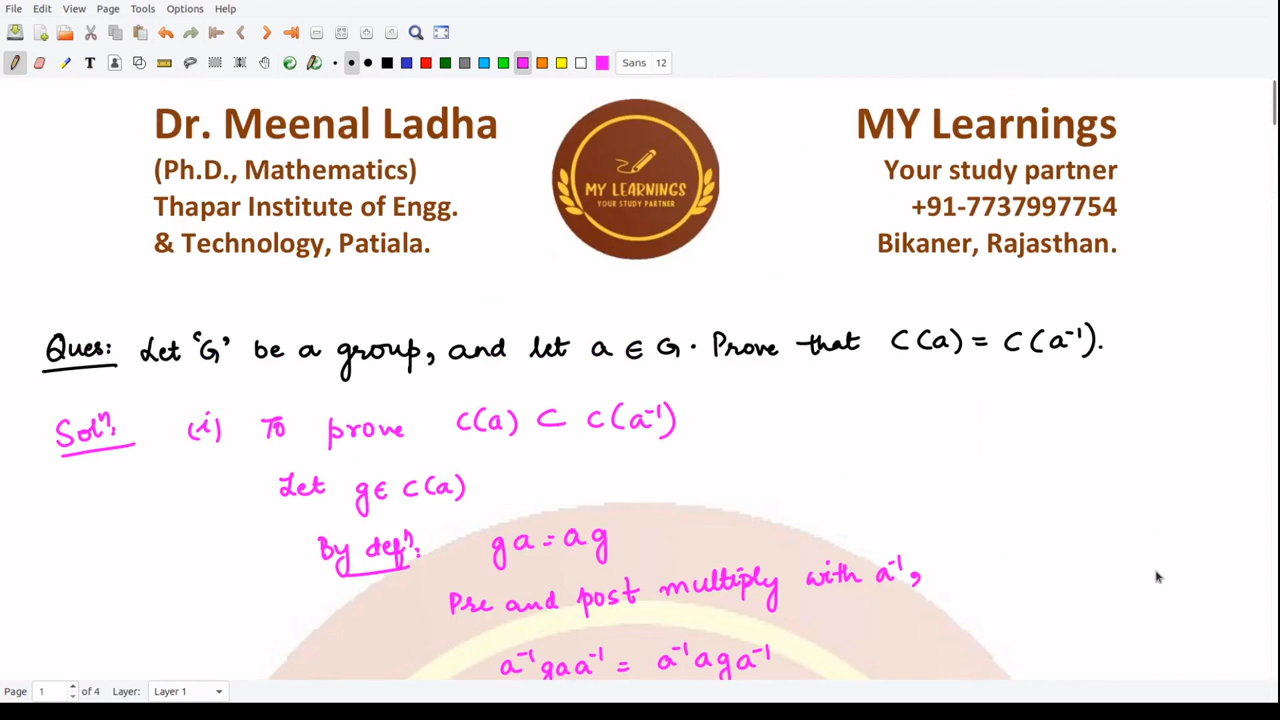 File Edit View Page Tools Options Help
Sans 12
Dr. Meenal Ladha
(Ph.D., Mathematics)
Thapar Institute of Engg.
& Technology, Patiala.
MY LEARNINGS
YOUR STUDY PARTNER
MY Learnings
Your study partner
+91-7737997754
Bikaner, Rajasthan.
Ques: Let 'G' be a group, and let a ∈ G. Prove that C(a) = C(a⁻¹).
Solⁿ: (i) To prove C(a) ⊂ C(a⁻¹)
Let g ∈ C(a)
By defⁿ: ga = ag
Pre and post multiply with a⁻¹,
a⁻¹gaa⁻¹ = a⁻¹aga⁻¹
Page 1 of 4 Layer: Layer 1